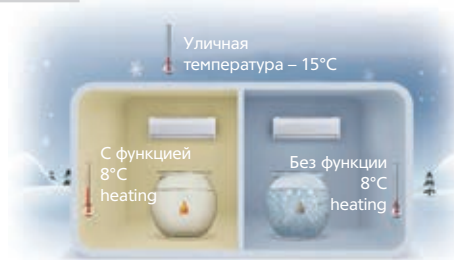 Уличная
температура – 15°C
С функцией
8°C
heating
Без функции
8°C
heating